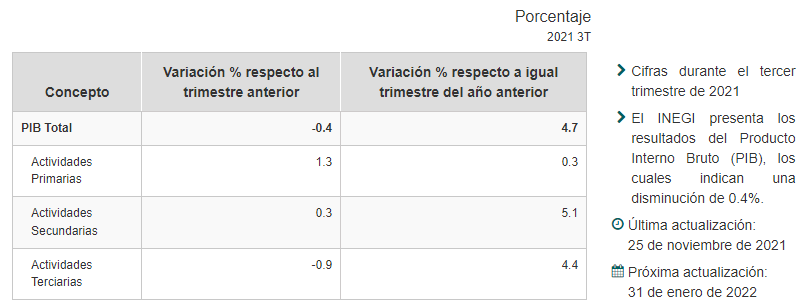 Porcentaje
2021 3T
Concepto
Variación % respecto al
trimestre anterior
Variación % respecto a igual
trimestre del año anterior
PIB Total -0.4 4.7
Actividades
Primarias 1.3 0.3
Actividades
Secundarias 0.3 5.1
Actividades
Terciarias -0.9 4.4
Cifras durante el tercer
trimestre de 2021
El INEGI presenta los
resultados del Producto
Interno Bruto (PIB), los
cuales indican una
disminución de 0.4%.
Última actualización:
25 de noviembre de 2021
Próxima actualización:
31 de enero de 2022